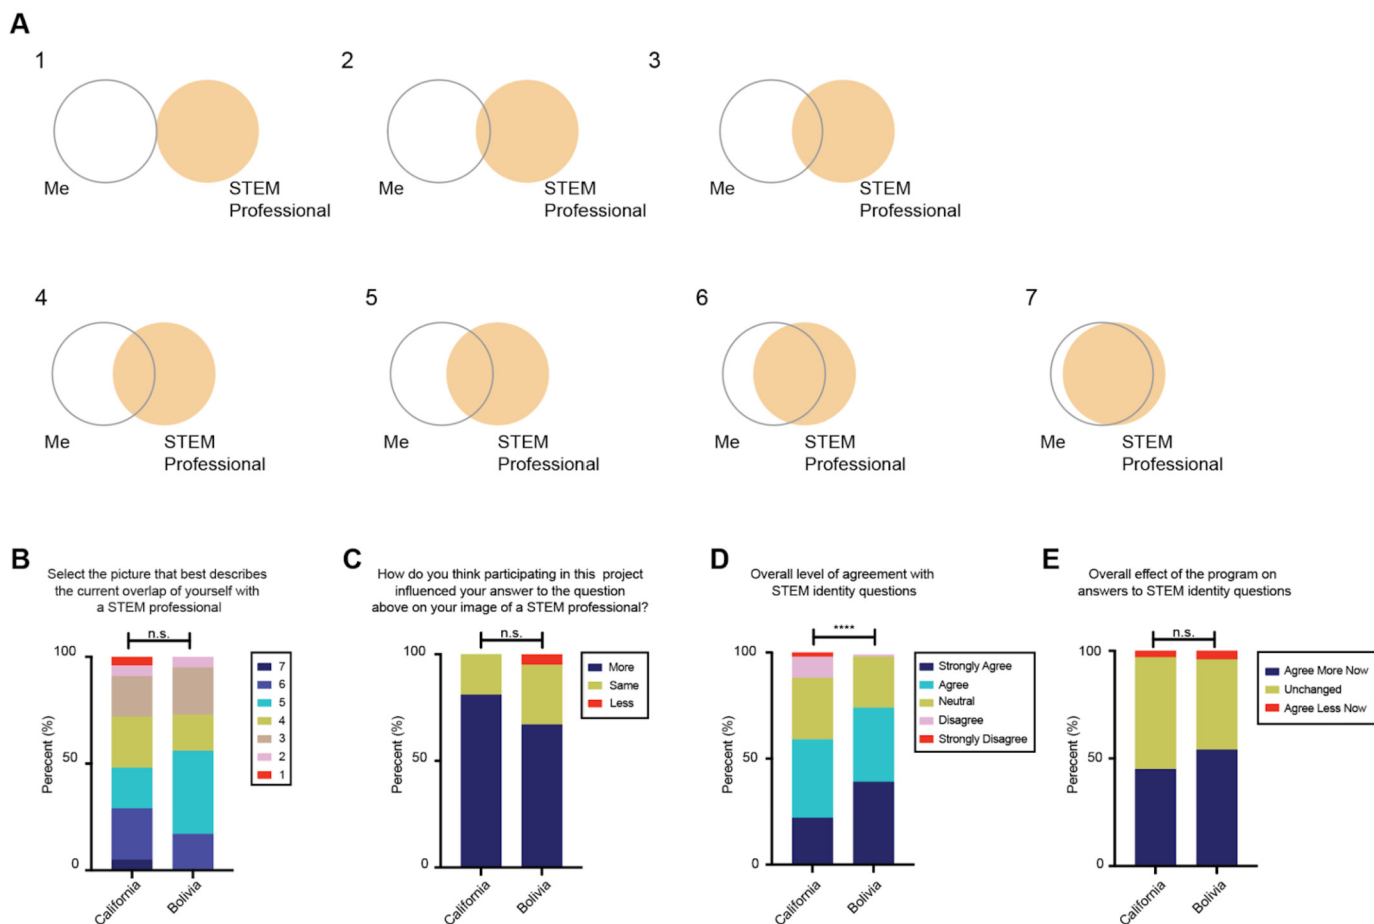 A
1
2
3
Me
STEM
Professional
Me
STEM
Professional
Me
STEM
Professional
4
5
6
7
Me
STEM
Professional
Me
STEM
Professional
Me
STEM
Professional
Me
STEM
Professional
B
Select the picture that best describes
the current overlap of yourself with
a STEM professional
n.s.
100
50
0
Perecent (%)
California
Bolivia
7
6
5
4
3
2
1
C
How do you think participating in this project
influenced your answer to the question
above on your image of a STEM professional?
n.s.
100
50
0
Perecent (%)
California
Bolivia
More
Same
Less
D
Overall level of agreement with
STEM identity questions
****
100
50
0
Perecent (%)
California
Bolivia
Strongly Agree
Agree
Neutral
Disagree
Strongly Disagree
E
Overall effect of the program on
answers to STEM identity questions
n.s.
100
50
0
Perecent (%)
California
Bolivia
Agree More Now
Unchanged
Agree Less Now